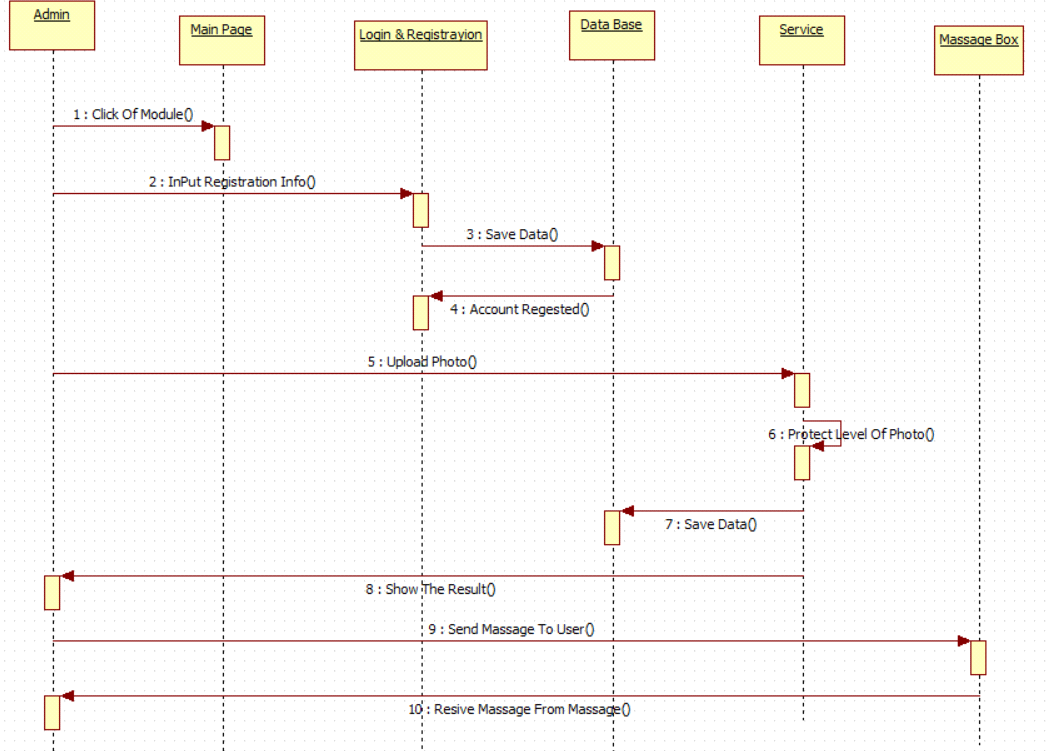 Admin
Main Page
Login & Registrayion
Data Base
Service
Massage Box
1 : Click Of Module()
2 : InPut Registration Info()
3 : Save Data()
4 : Account Regested()
5 : Upload Photo()
6 : Protect Level Of Photo()
7 : Save Data()
8 : Show The Result()
9 : Send Massage To User()
10 : Resive Massage From Massage()